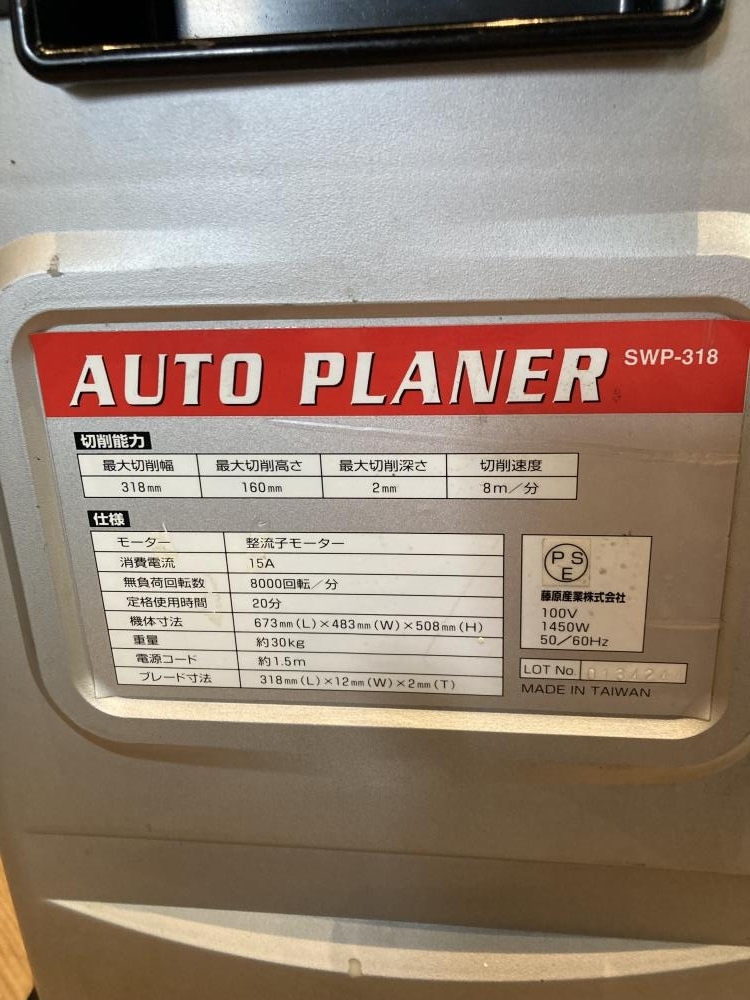 AUTO PLANER SWP-318
切削能力
最大切削幅 最大切削高さ 最大切削深さ 切削速度
318mm 160mm 2mm 8m／分
仕様
モーター 整流子モーター
消費電流 15A
無負荷回転数 8000回転／分
定格使用時間 20分
機体寸法 673mm(L)×483mm(W)×508mm(H)
重量 約30kg
電源コード 約1.5m
ブレード寸法 318mm(L)×12mm(W)×2mm(T)
PSE
藤原産業株式会社
100V
1450W
50／60Hz
LOT No.
MADE IN TAIWAN